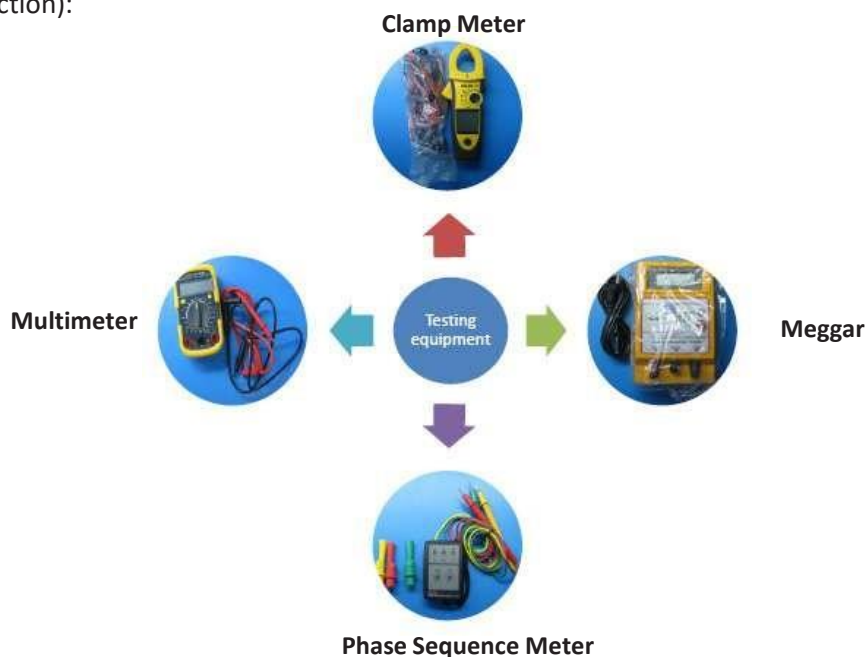 ction):
Clamp Meter
Multimeter
Testing
equipment
Meggar
Phase Sequence Meter